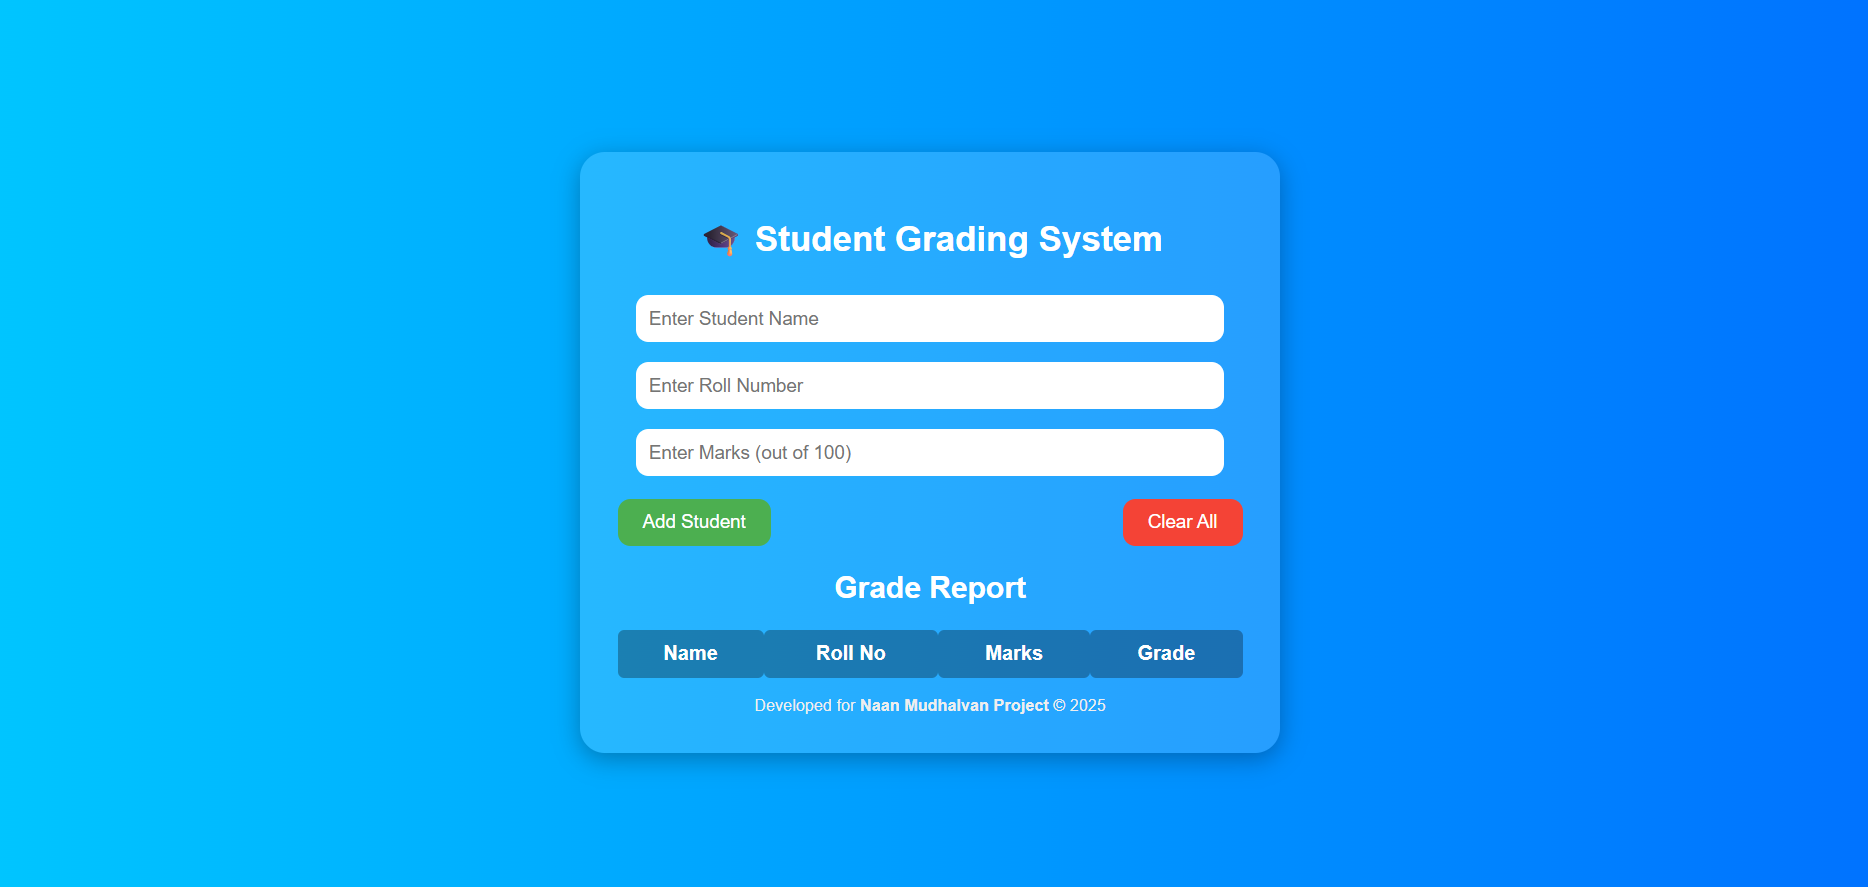 Student Grading System
Enter Student Name
Enter Roll Number
Enter Marks (out of 100)
Add Student Clear All
Grade Report
Name Roll No Marks Grade
Developed for Naan Mudhalvan Project © 2025